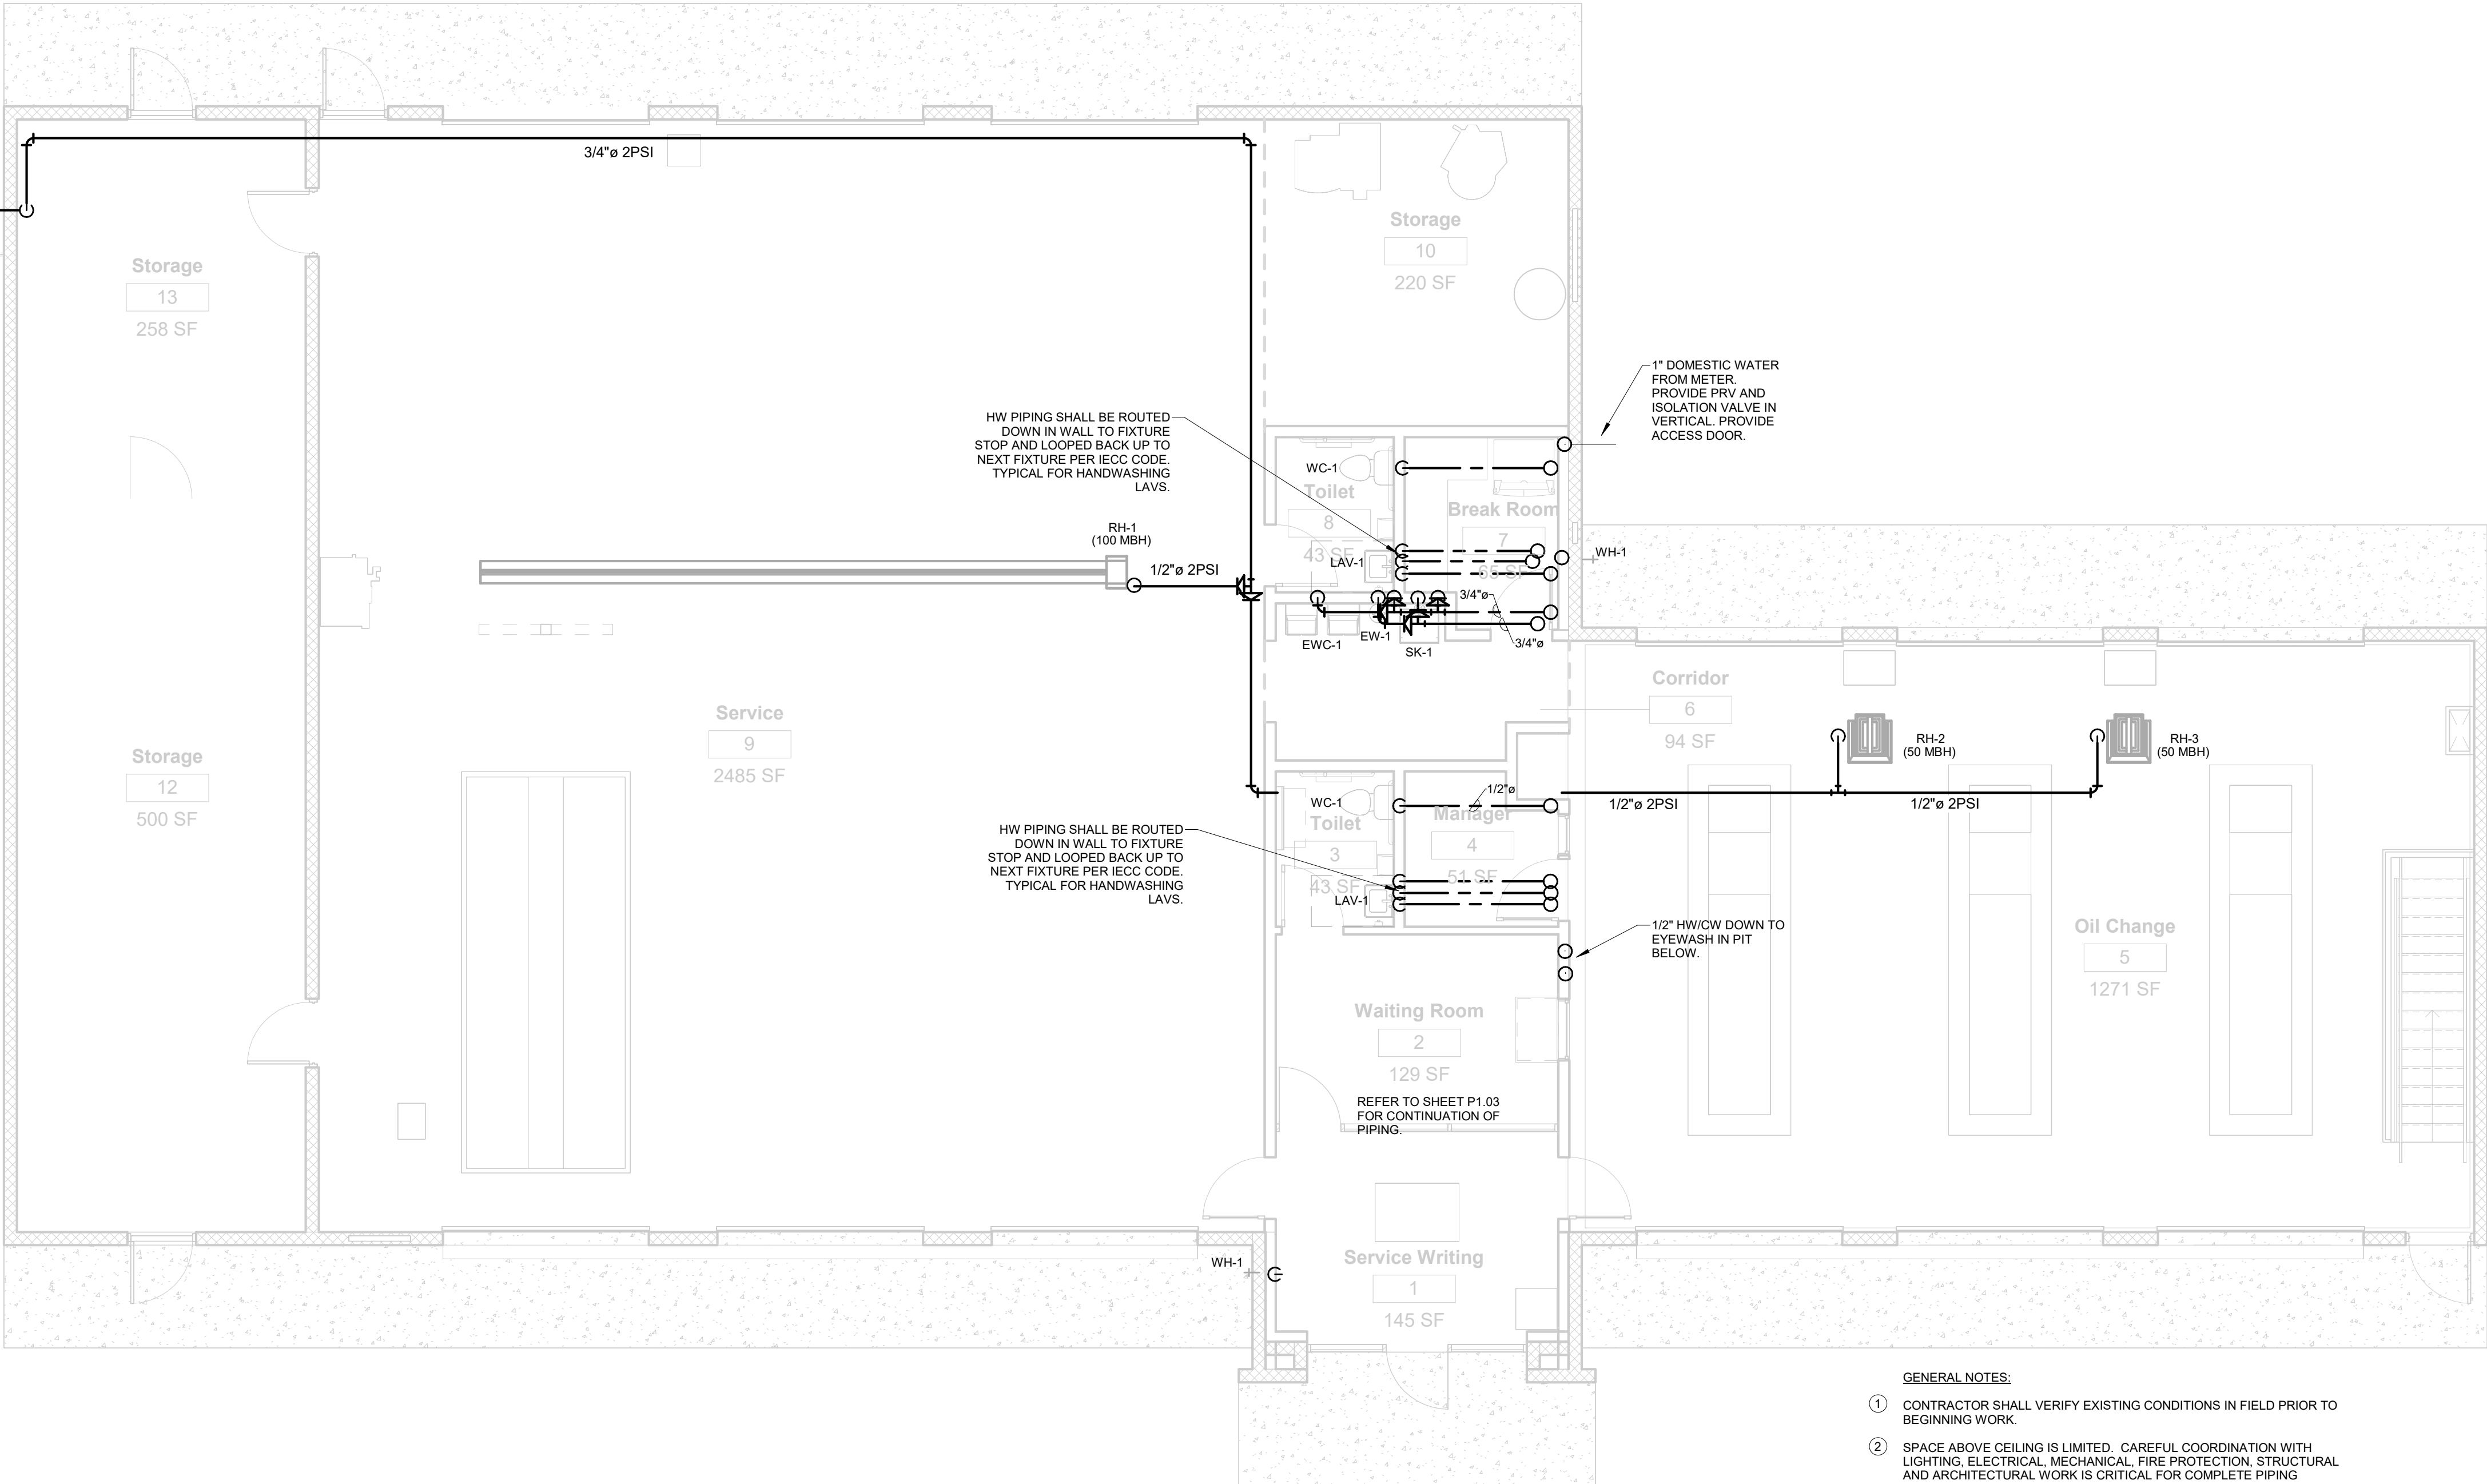 3/4"ø 2PSI
Storage
13
258 SF
Storage
10
220 SF
1" DOMESTIC WATER
FROM METER.
PROVIDE PRV AND
ISOLATION VALVE IN
VERTICAL. PROVIDE
ACCESS DOOR.
HW PIPING SHALL BE ROUTED
DOWN IN WALL TO FIXTURE
STOP AND LOOPED BACK UP TO
NEXT FIXTURE PER IECC CODE.
TYPICAL FOR HANDWASHING
LAVS.
WC-1
Toilet
8
43 SF
LAV-1
Break Room
7
65 SF
WH-1
RH-1
(100 MBH)
1/2"ø 2PSI
3/4"ø
3/4"ø
EWC-1
EW-1
SK-1
Corridor
6
94 SF
RH-2
(50 MBH)
RH-3
(50 MBH)
Service
9
2485 SF
Storage
12
500 SF
1/2"ø 2PSI
1/2"ø 2PSI
WC-1
Toilet
3
43 SF
LAV-1
1/2"ø
Manager
4
51 SF
HW PIPING SHALL BE ROUTED
DOWN IN WALL TO FIXTURE
STOP AND LOOPED BACK UP TO
NEXT FIXTURE PER IECC CODE.
TYPICAL FOR HANDWASHING
LAVS.
1/2" HW/CW DOWN TO
EYEWASH IN PIT
BELOW.
Oil Change
5
1271 SF
Waiting Room
2
129 SF
REFER TO SHEET P1.03
FOR CONTINUATION OF
PIPING.
WH-1
Service Writing
1
145 SF
GENERAL NOTES:
1 CONTRACTOR SHALL VERIFY EXISTING CONDITIONS IN FIELD PRIOR TO
BEGINNING WORK.
2 SPACE ABOVE CEILING IS LIMITED. CAREFUL COORDINATION WITH
LIGHTING, ELECTRICAL, MECHANICAL, FIRE PROTECTION, STRUCTURAL
AND ARCHITECTURAL WORK IS CRITICAL FOR COMPLETE PIPING